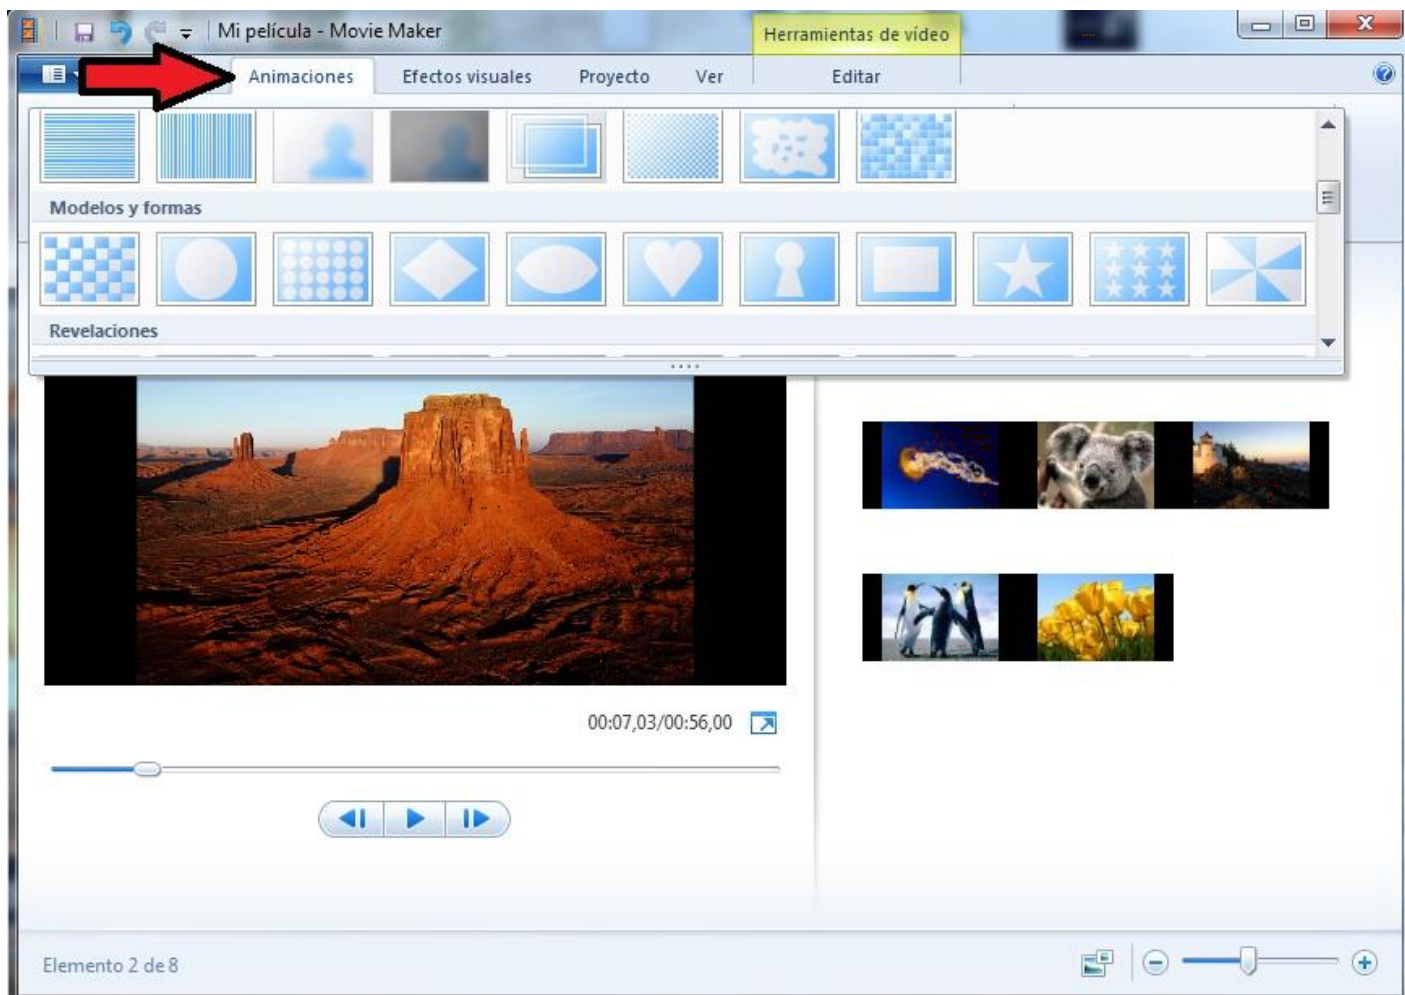 Mi película - Movie Maker
Herramientas de vídeo
Animaciones Efectos visuales Proyecto Ver Editar
Modelos y formas
Revelaciones
00:07,03/00:56,00
Elemento 2 de 8